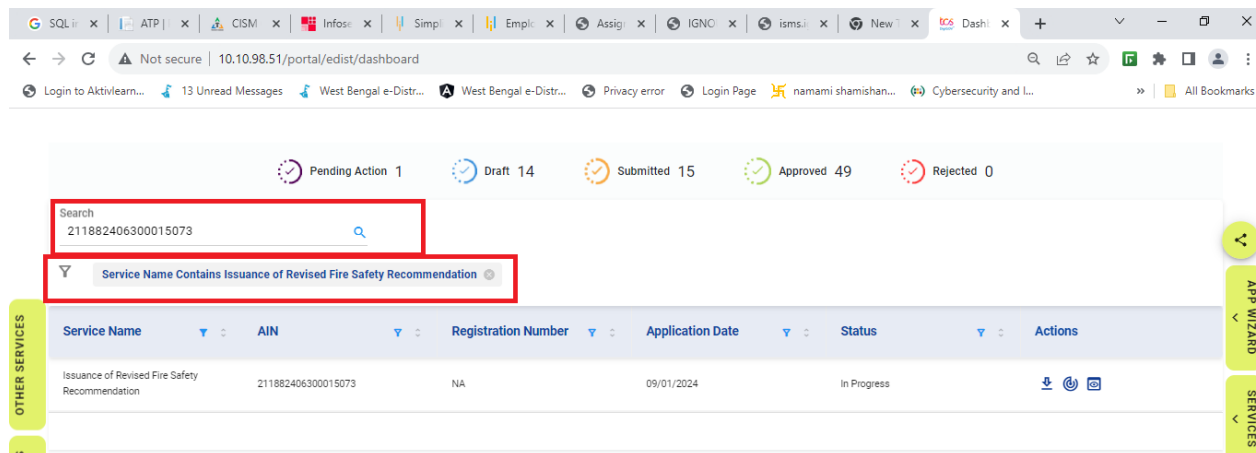 SQL in ATP | CISM Infose Simpl Emplo Assig IGNO isms.i New T tcs Dash
Not secure | 10.10.98.51/portal/edist/dashboard
Login to Aktivlearn... 13 Unread Messages West Bengal e-Distr... West Bengal e-Distr... Privacy error Login Page namami shamishan... Cybersecurity and I... » All Bookmarks
Pending Action 1 Draft 14 Submitted 15 Approved 49 Rejected 0
Search
211882406300015073
Service Name Contains Issuance of Revised Fire Safety Recommendation
Service Name AIN Registration Number Application Date Status Actions
Issuance of Revised Fire Safety
Recommendation
211882406300015073 NA 09/01/2024 In Progress
OTHER SERVICES
APP WIZARD
SERVICES